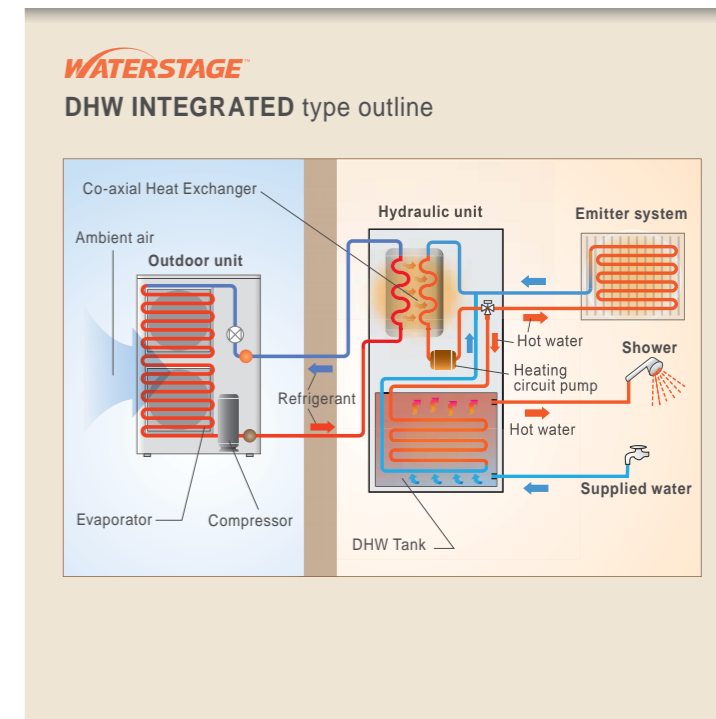 WATERSTAGE™
DHW INTEGRATED type outline
Co-axial Heat Exchanger
Hydraulic unit
Emitter system
Ambient air
Outdoor unit
Hot water
Shower
Heating
circuit pump
Refrigerant
Hot water
Supplied water
Evaporator
Compressor
DHW Tank